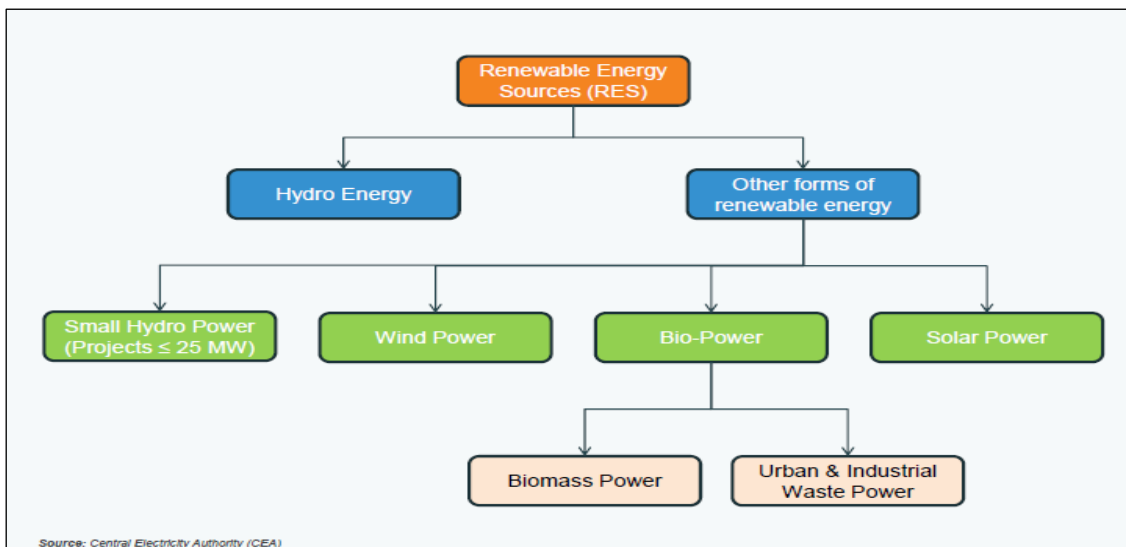 Renewable Energy
Sources (RES)
Hydro Energy
Other forms of
renewable energy
Small Hydro Power
(Projects ≤ 25 MW)
Wind Power
Bio-Power
Solar Power
Biomass Power
Urban & Industrial
Waste Power
Source: Central Electricity Authority (CEA)